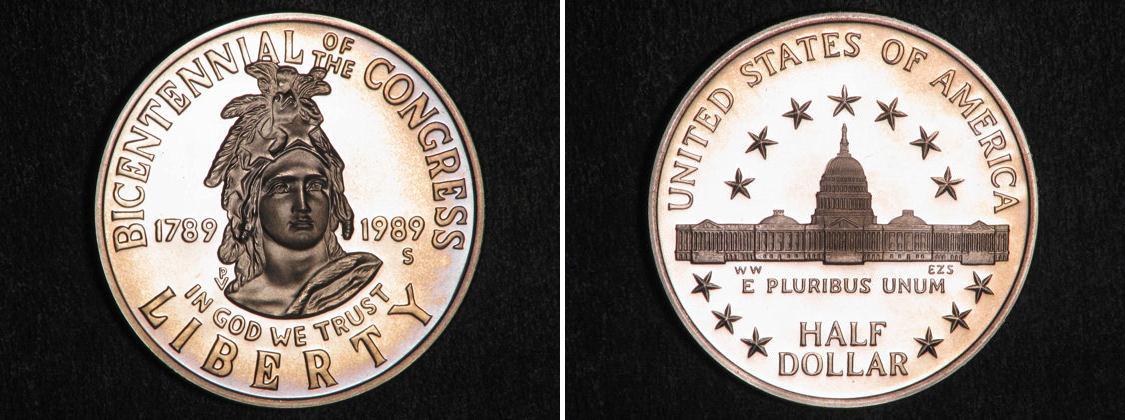 BICENTENNIAL OF THE CONGRESS
1789 1989
S
PV
IN GOD WE TRUST
LIBERTY
UNITED STATES OF AMERICA
WW EZS
E PLURIBUS UNUM
HALF
DOLLAR